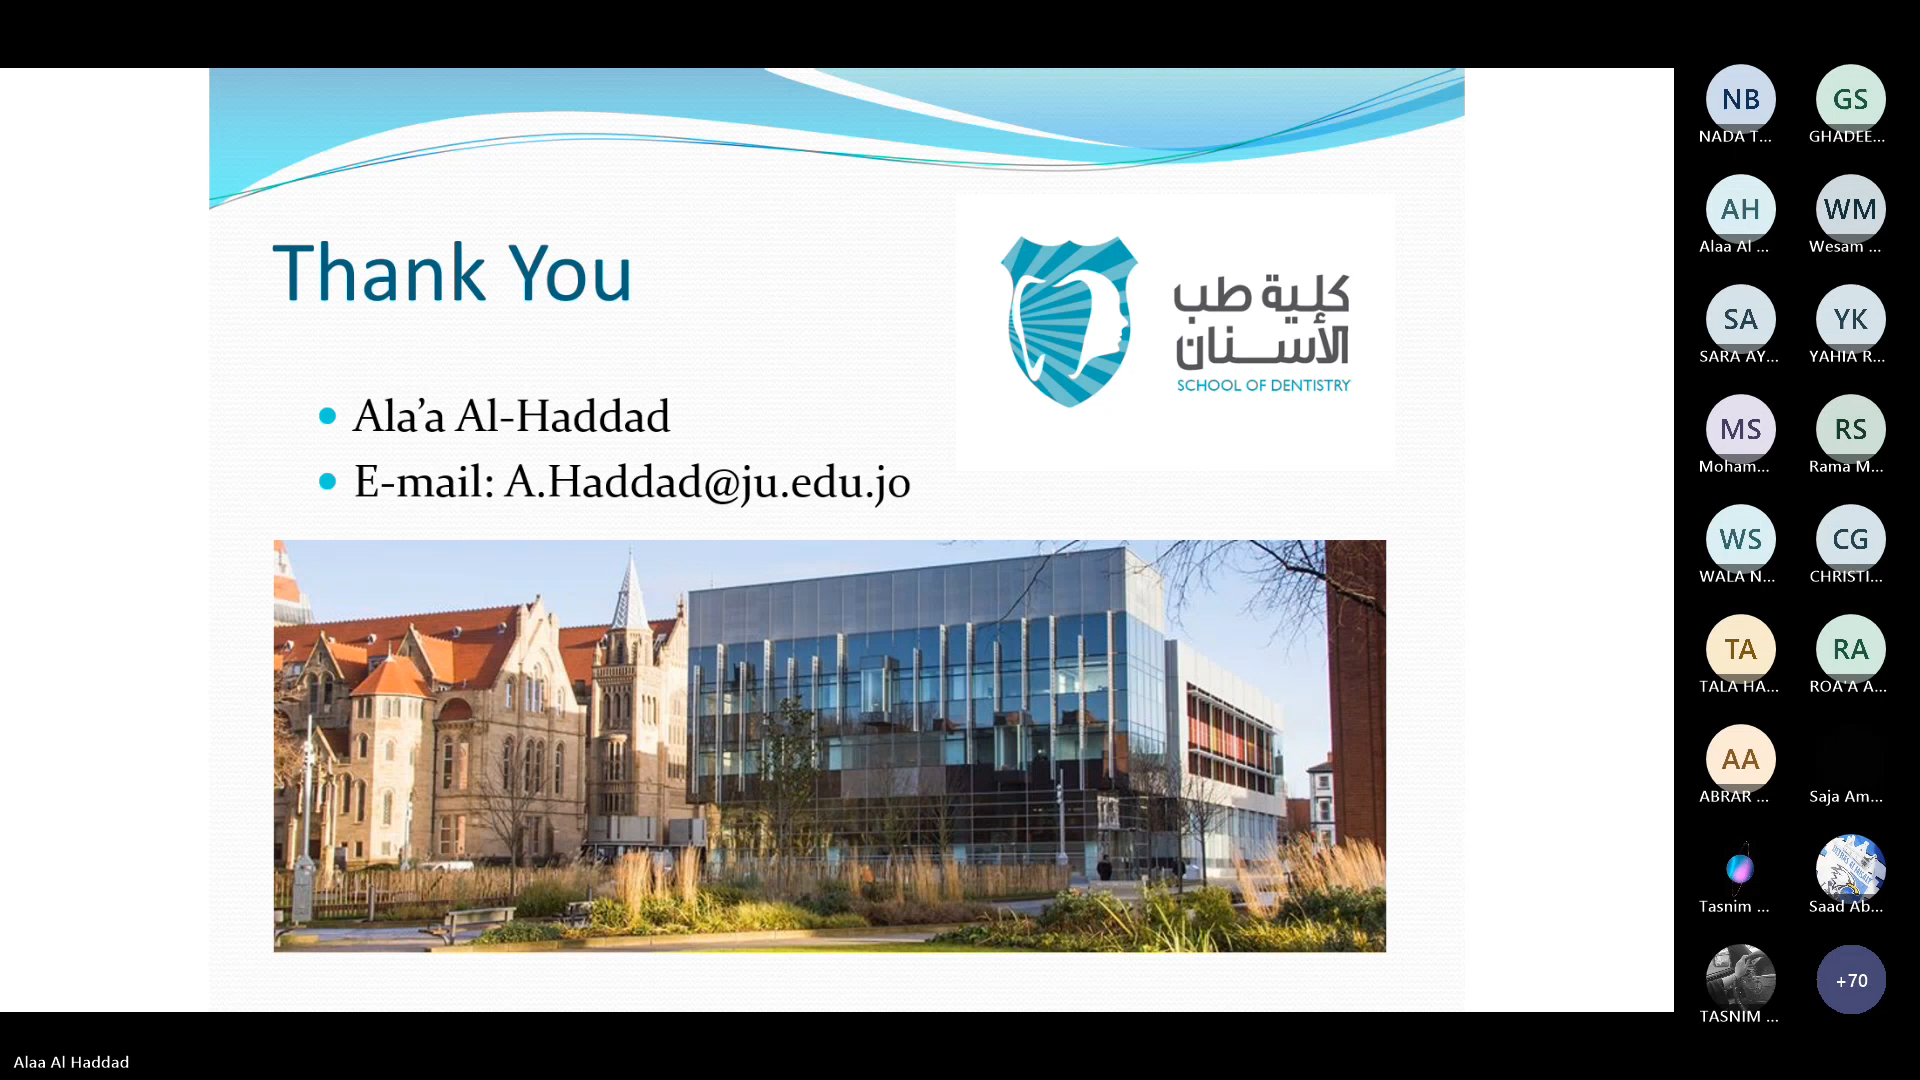 Thank You
كلية طب
الأسنان
SCHOOL OF DENTISTRY
Ala’a Al-Haddad
E-mail: A.Haddad@ju.edu.jo
NB
NADA T...
GS
GHADEE...
AH
Alaa Al ...
WM
Wesam ...
SA
SARA AY...
YK
YAHIA R...
MS
Moham...
RS
Rama M...
WS
WALA N...
CG
CHRISTI...
TA
TALA HA...
RA
ROA'A A...
AA
ABRAR ...
Saja Am...
Tasnim ...
Saad Ab...
TASNIM ...
+70
Alaa Al Haddad